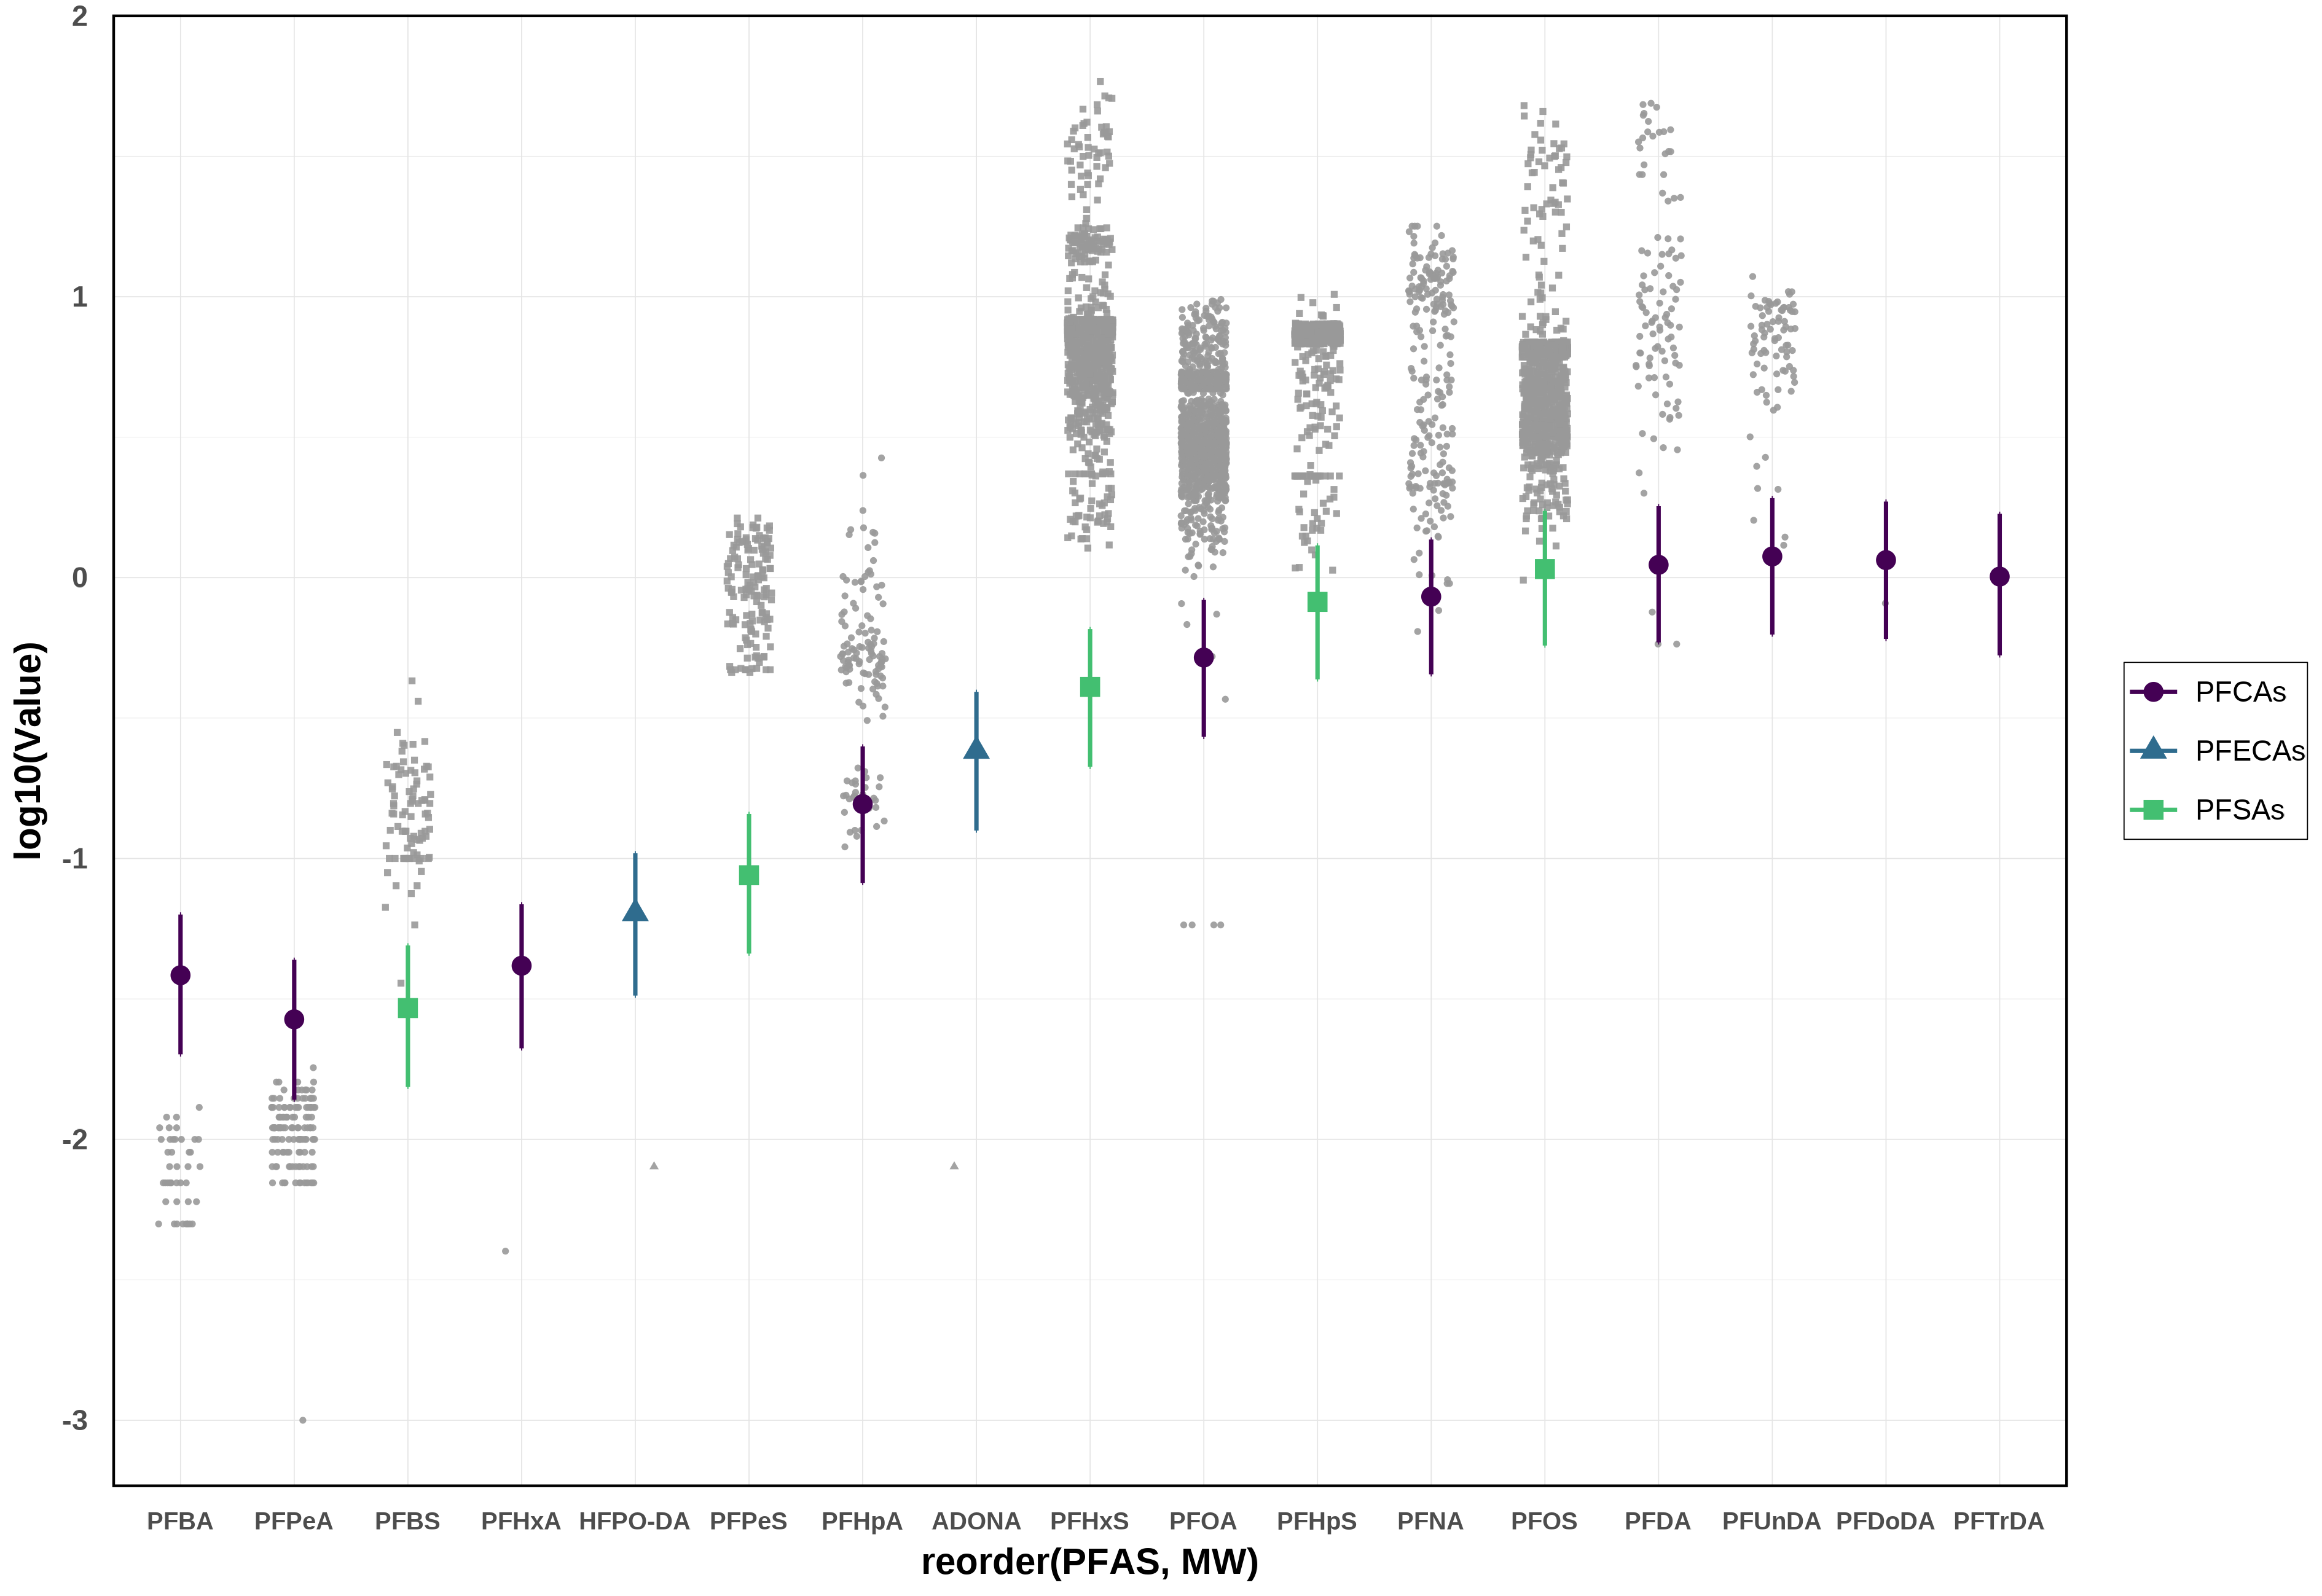 2
1
0
-1
-2
-3
log10(Value)
PFBA PFPeA PFBS PFHxA HFPO-DA PFPeS PFHpA ADONA PFHxS PFOA PFHpS PFNA PFOS PFDA PFUnDA PFDoDA PFTrDA
reorder(PFAS, MW)
PFCAs
PFECAs
PFSAs